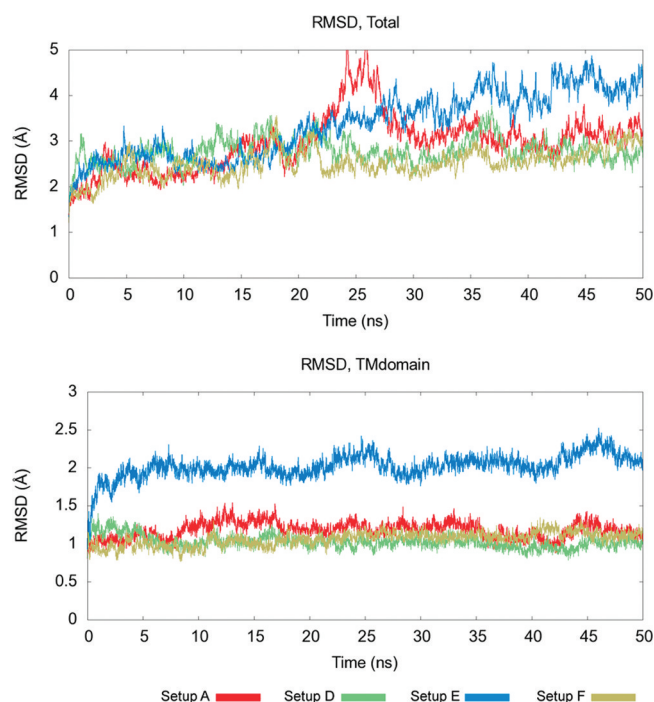 RMSD, Total
RMSD (Å)
5
4
3
2
1
0
0 5 10 15 20 25 30 35 40 45 50
Time (ns)
RMSD, TMdomain
RMSD (Å)
3
2.5
2
1.5
1
0.5
0
0 5 10 15 20 25 30 35 40 45 50
Time (ns)
Setup A Setup D Setup E Setup F